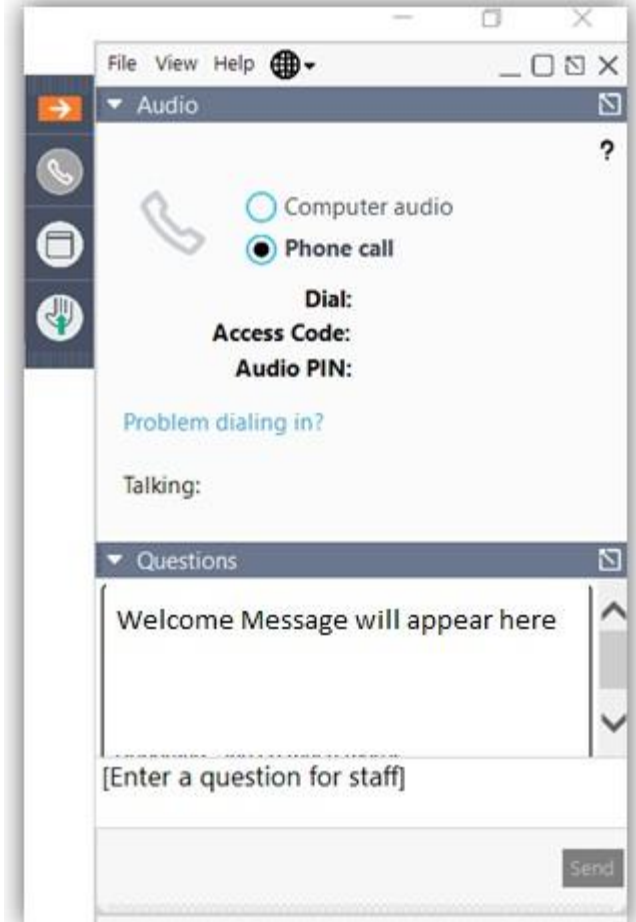 File View Help
Audio
?
Computer audio
Phone call
Dial:
Access Code:
Audio PIN:
Problem dialing in?
Talking:
Questions
Welcome Message will appear here
[Enter a question for staff]
Send